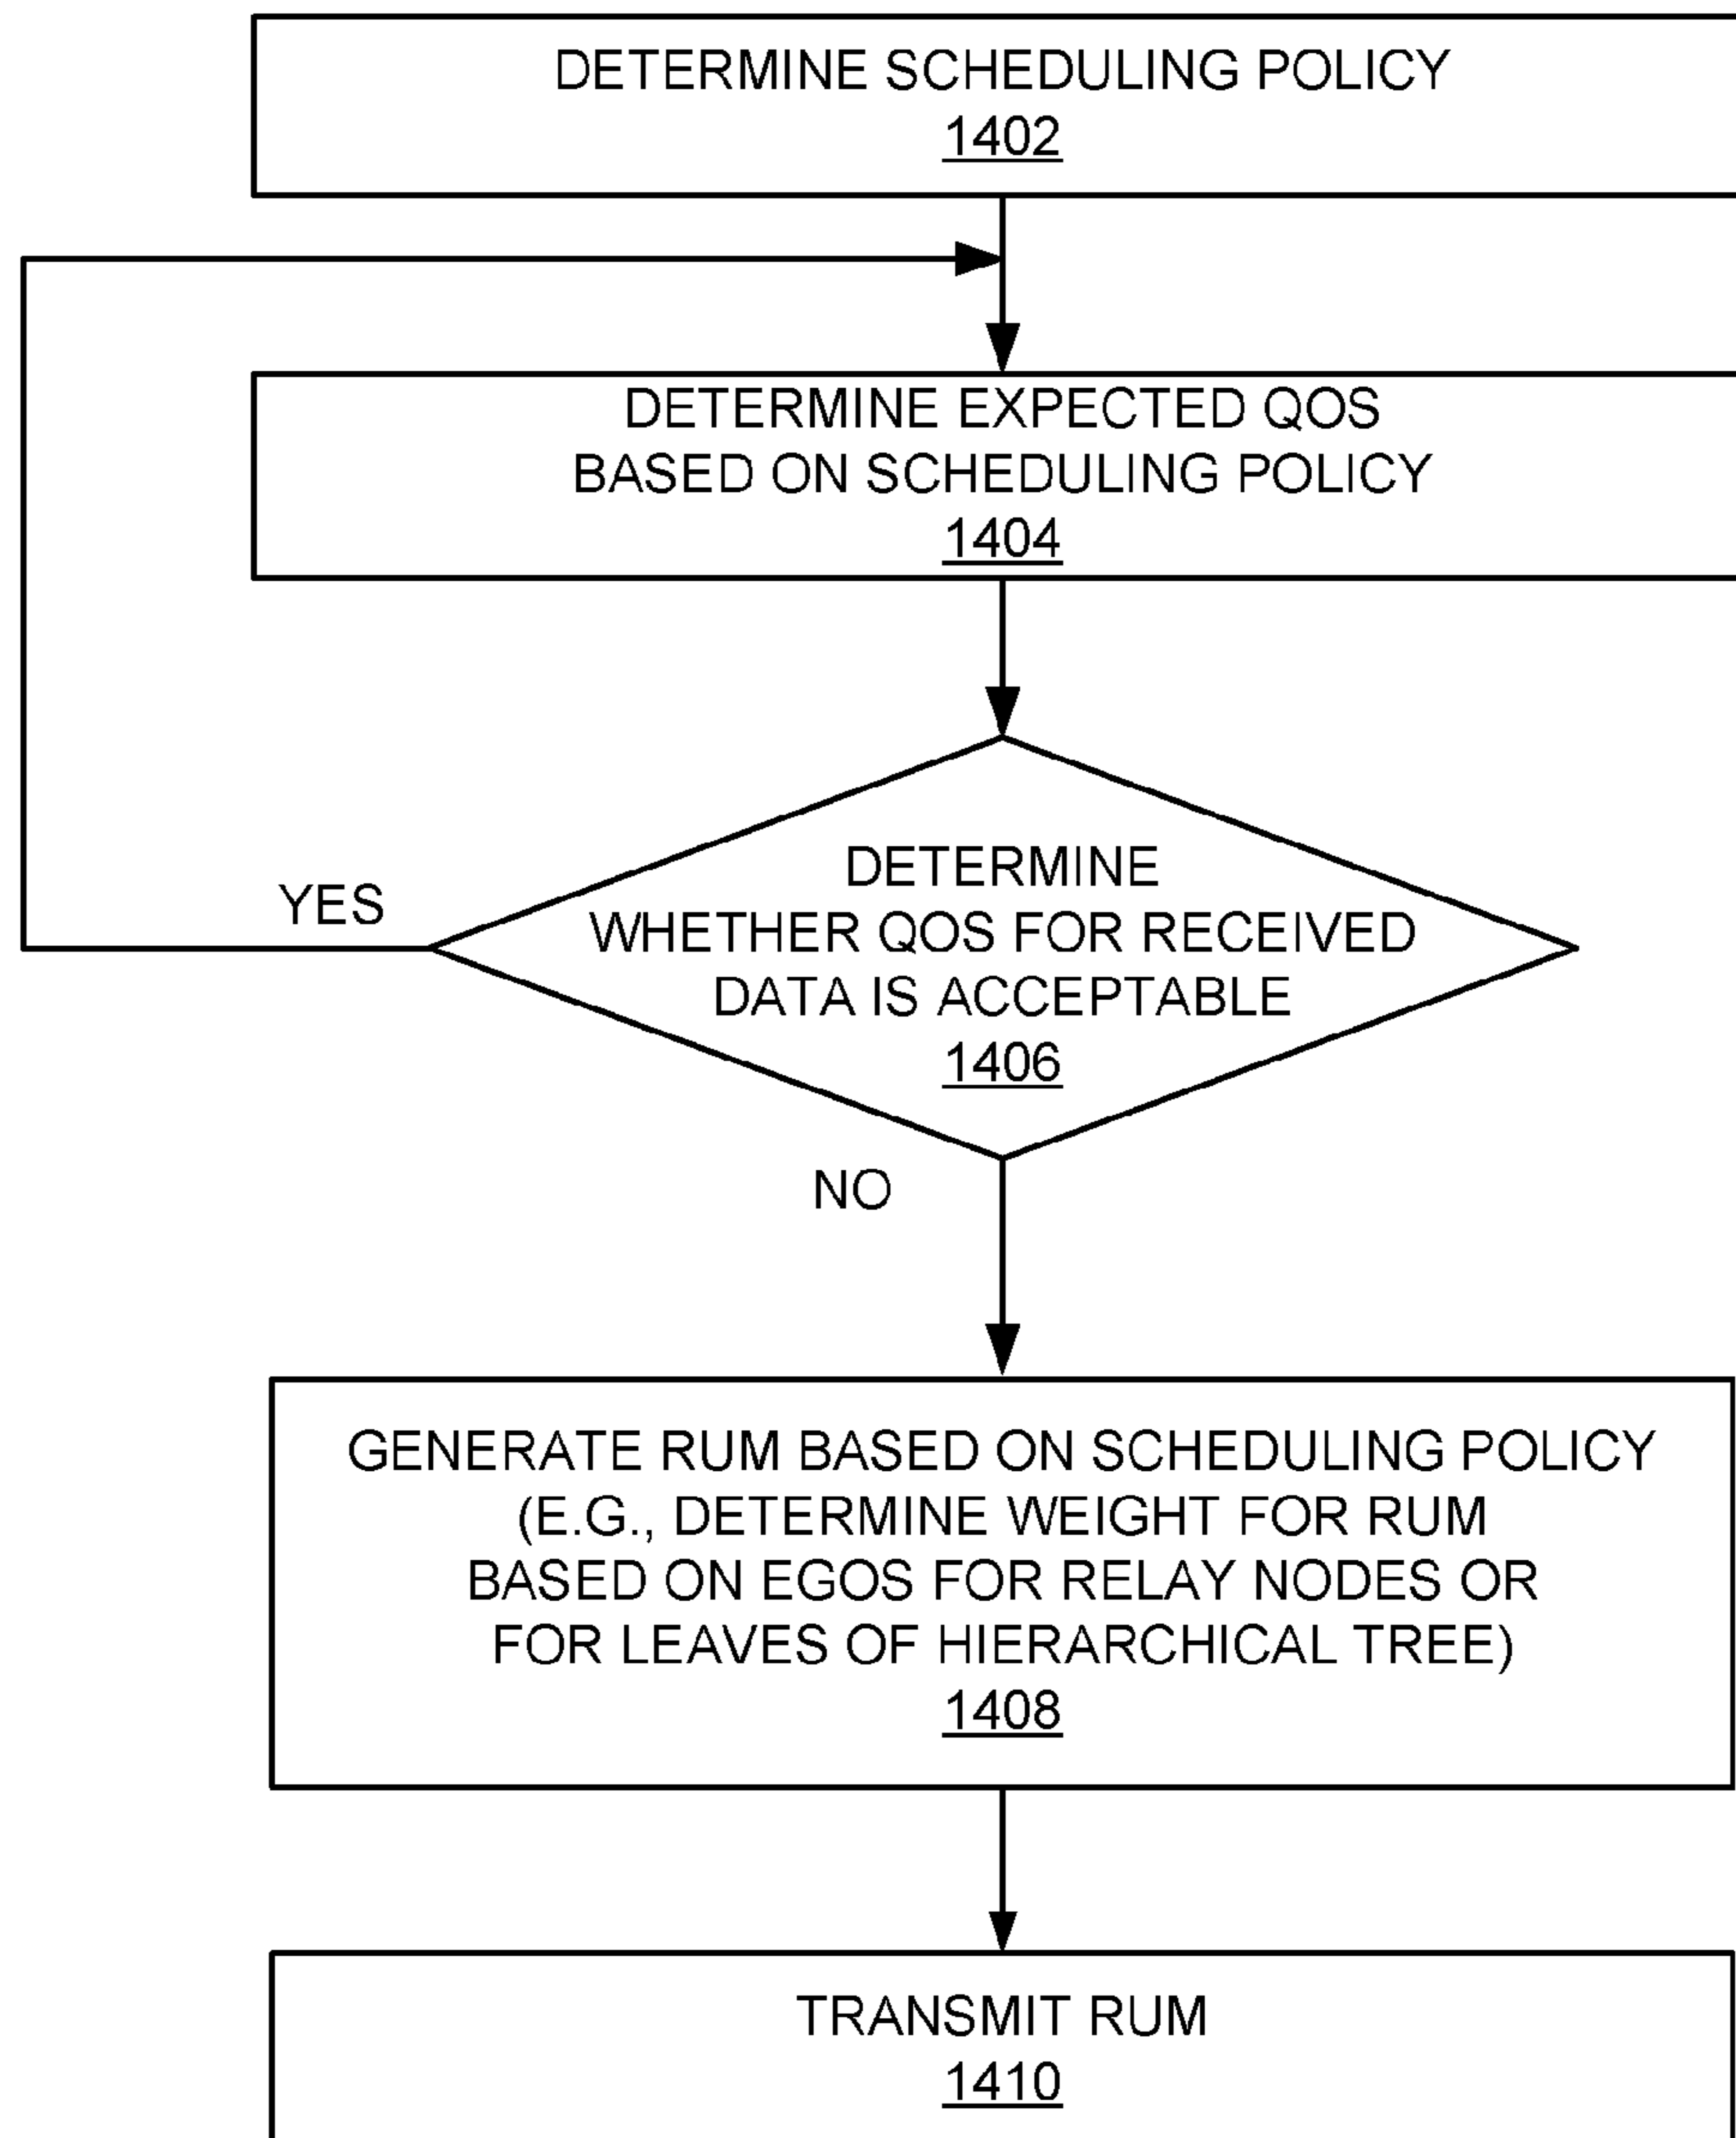 DETERMINE SCHEDULING POLICY
1402
DETERMINE EXPECTED QOS
BASED ON SCHEDULING POLICY
1404
DETERMINE
WHETHER QOS FOR RECEIVED
DATA IS ACCEPTABLE
1406
YES
NO
GENERATE RUM BASED ON SCHEDULING POLICY
(E.G., DETERMINE WEIGHT FOR RUM
BASED ON EGOS FOR RELAY NODES OR
FOR LEAVES OF HIERARCHICAL TREE)
1408
TRANSMIT RUM
1410